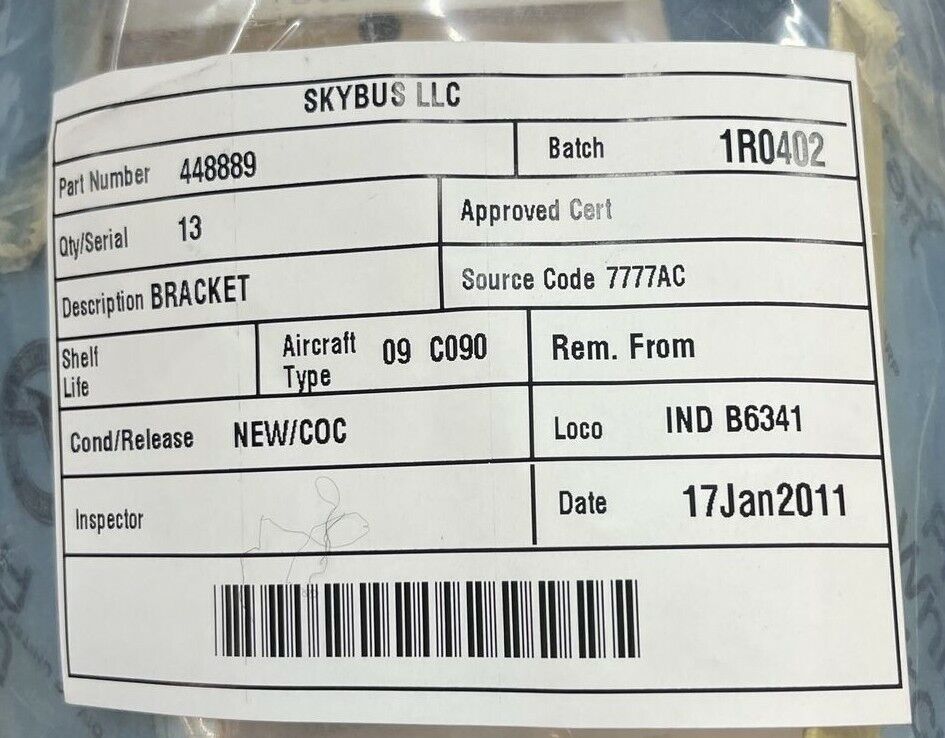 SKYBUS LLC
Part Number 448889 Batch 1R0402
Qty/Serial 13 Approved Cert
Description BRACKET Source Code 7777AC
Shelf Life Aircraft Type 09 C090 Rem. From
Cond/Release NEW/COC Loco IND B6341
Inspector Date 17Jan2011